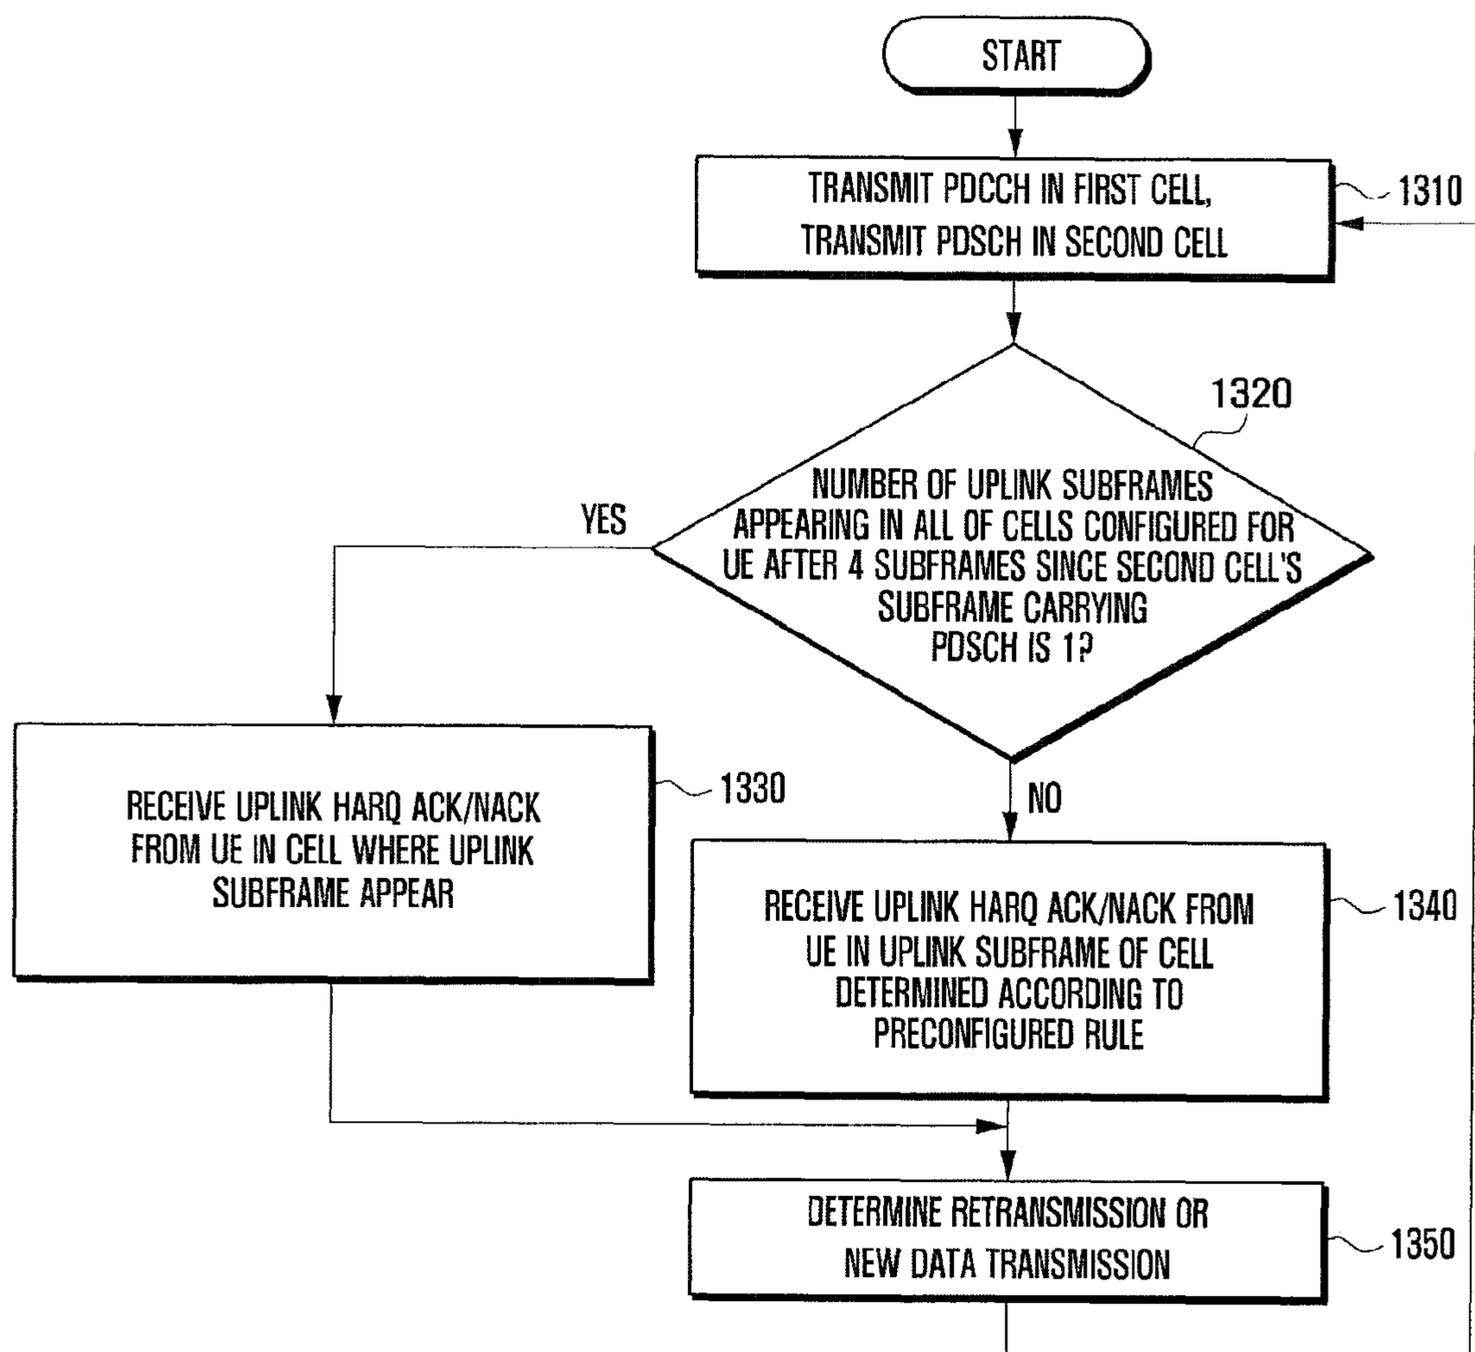 START
TRANSMIT PDCCH IN FIRST CELL,
TRANSMIT PDSCH IN SECOND CELL
1310
1320
NUMBER OF UPLINK SUBFRAMES
APPEARING IN ALL OF CELLS CONFIGURED FOR
UE AFTER 4 SUBFRAMES SINCE SECOND CELL'S
SUBFRAME CARRYING
PDSCH IS 1?
YES
NO
RECEIVE UPLINK HARQ ACK/NACK
FROM UE IN CELL WHERE UPLINK
SUBFRAME APPEAR
1330
RECEIVE UPLINK HARQ ACK/NACK FROM
UE IN UPLINK SUBFRAME OF CELL
DETERMINED ACCORDING TO
PRECONFIGURED RULE
1340
DETERMINE RETRANSMISSION OR
NEW DATA TRANSMISSION
1350